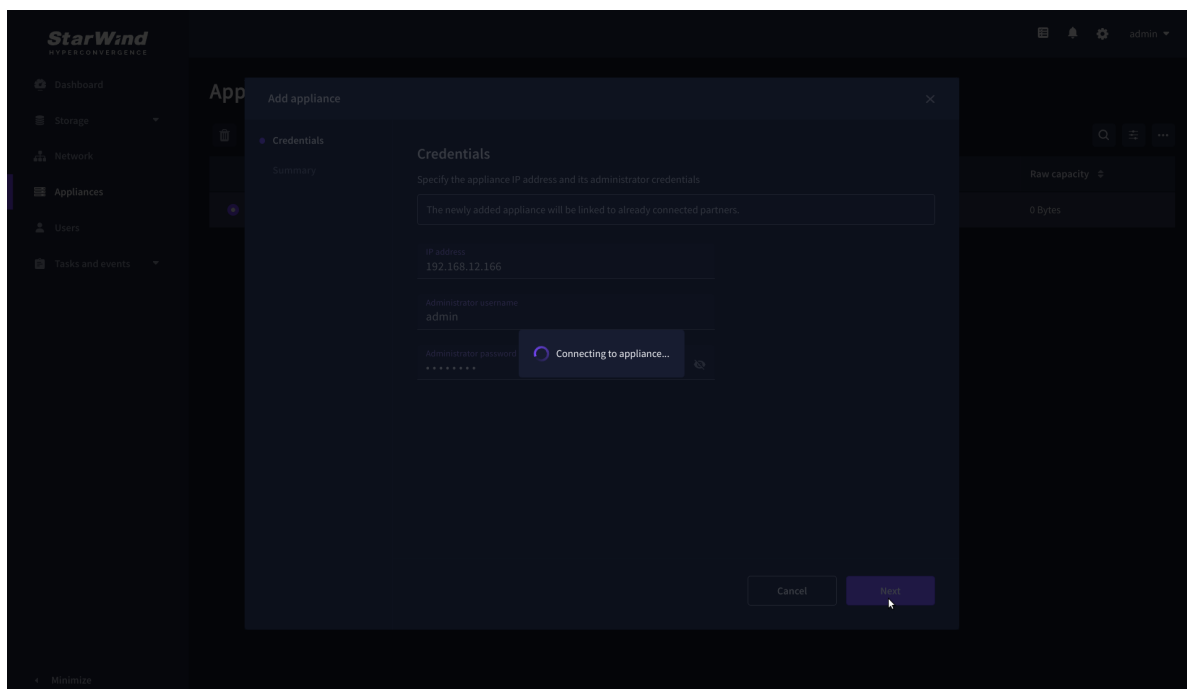 StarWind
HYPERCONVERGENCE
admin
Dashboard
Storage
Network
Appliances
Users
Tasks and events
Minimize
App
Raw capacity
0 Bytes
Add appliance
Credentials
Summary
Credentials
Specify the appliance IP address and its administrator credentials
The newly added appliance will be linked to already connected partners.
IP address
192.168.12.166
Administrator username
admin
Administrator password
••••••••
Connecting to appliance...
Cancel
Next